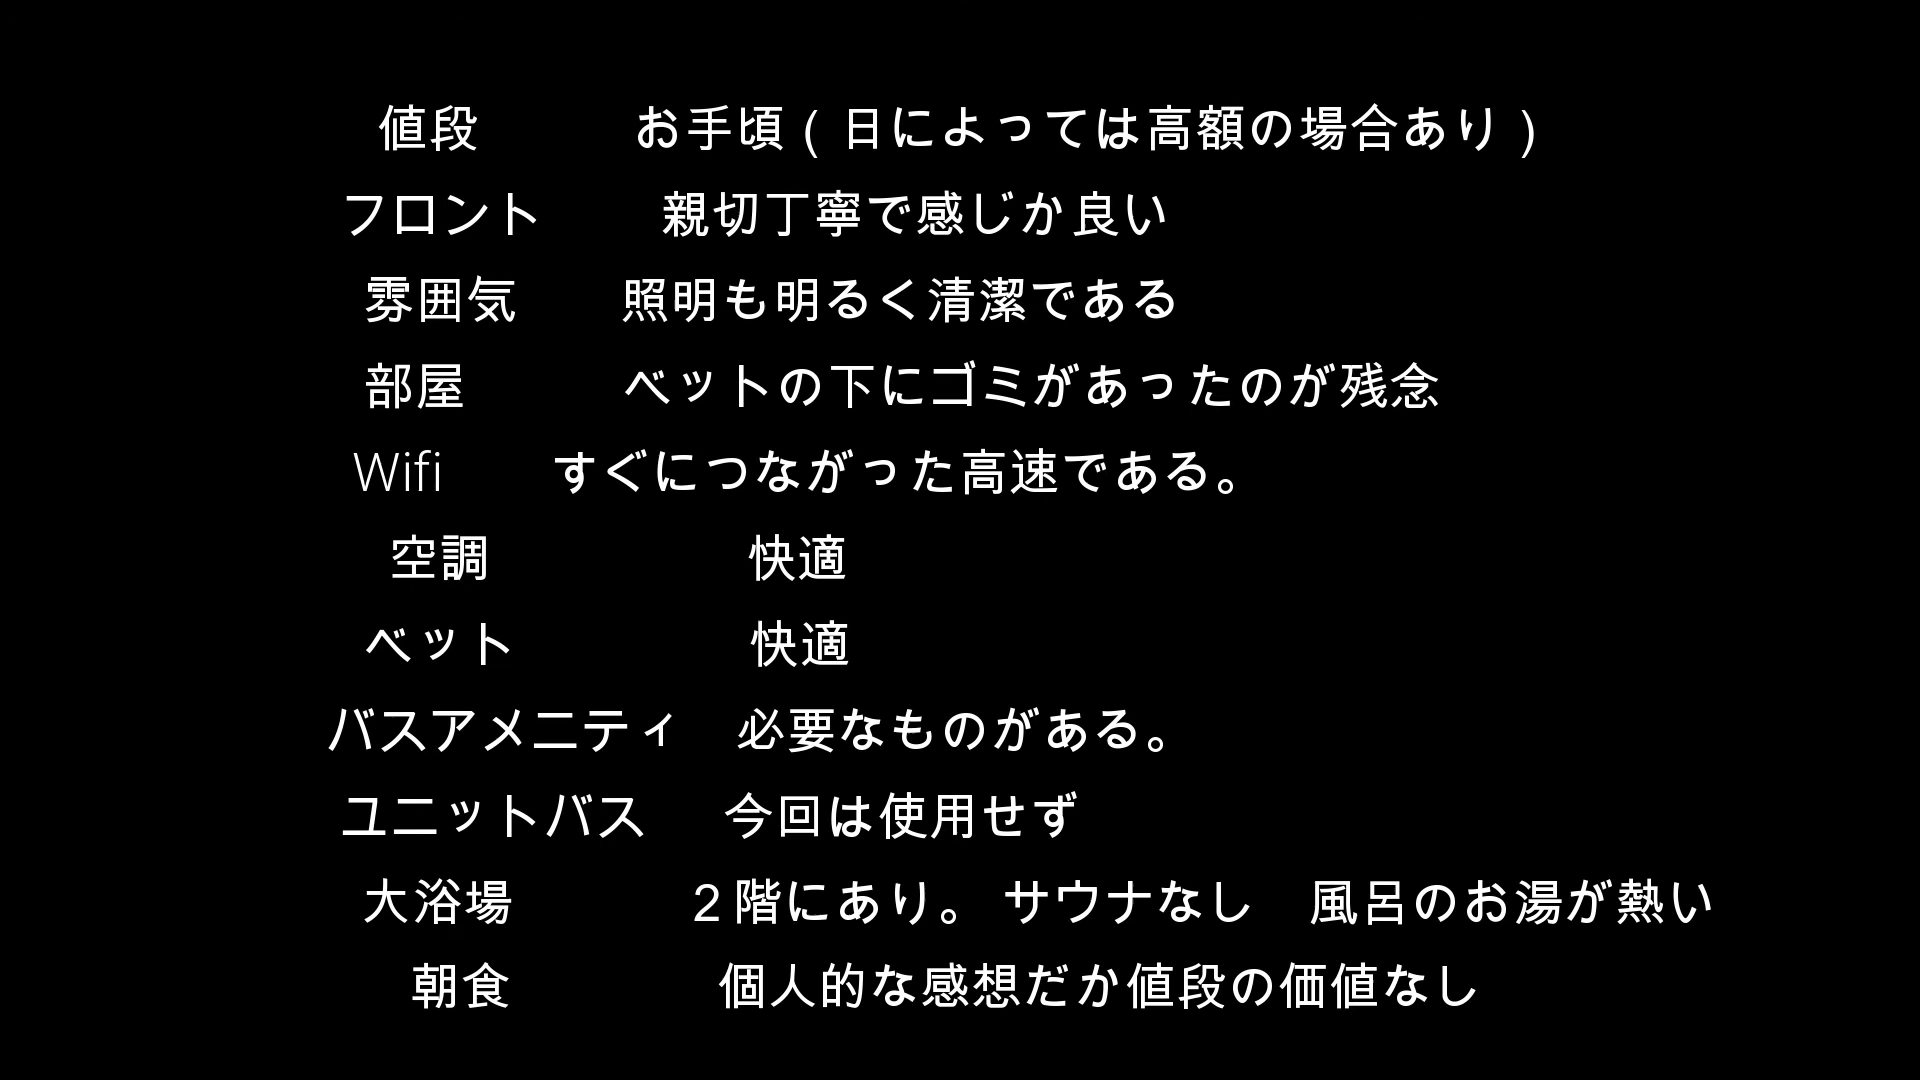 値段 お手頃（日によっては高額の場合あり）
フロント 親切丁寧で感じか良い
雰囲気 照明も明るく清潔である
部屋 ベットの下にゴミがあったのが残念
Wifi すぐにつながった高速である。
空調 快適
ベット 快適
バスアメニティ 必要なものがある。
ユニットバス 今回は使用せず
大浴場 ２階にあり。 サウナなし　風呂のお湯が熱い
朝食 個人的な感想だか値段の価値なし